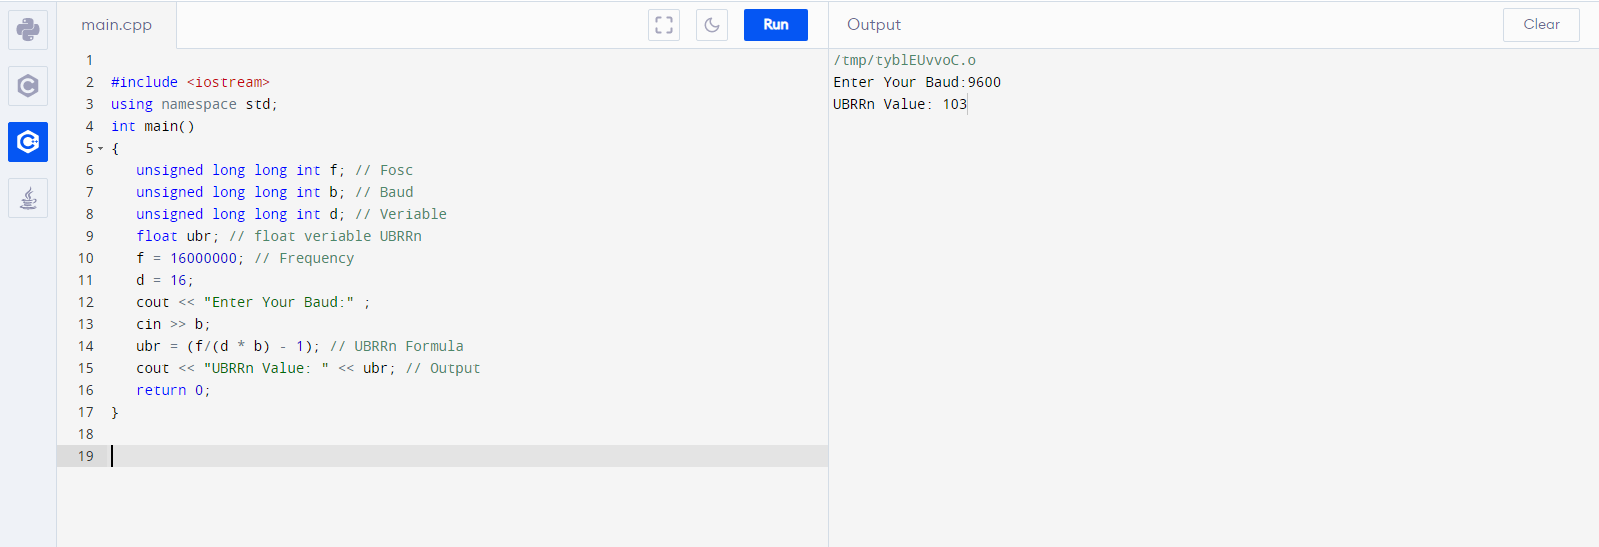 main.cpp
Run
Output
Clear
1
2 #include <iostream>
3 using namespace std;
4 int main()
5 {
6 unsigned long long int f; // Fosc
7 unsigned long long int b; // Baud
8 unsigned long long int d; // Veriable
9 float ubr; // float veriable UBRRn
10 f = 16000000; // Frequency
11 d = 16;
12 cout << "Enter Your Baud:" ;
13 cin >> b;
14 ubr = (f/(d * b) - 1); // UBRRn Formula
15 cout << "UBRRn Value: " << ubr; // Output
16 return 0;
17 }
18
19
/tmp/tyblEUvvoC.o
Enter Your Baud:9600
UBRRn Value: 103